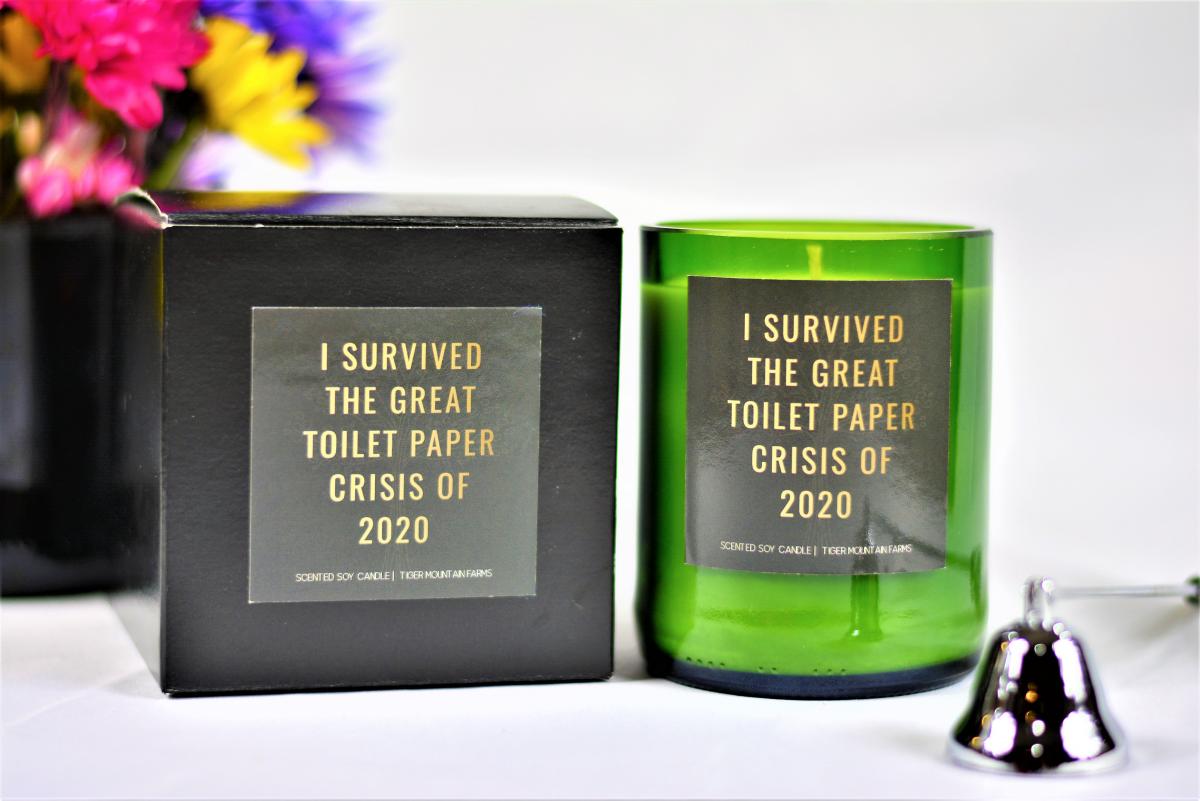 I SURVIVED
THE GREAT
TOILET PAPER
CRISIS OF
2020
SCENTED SOY CANDLE | TIGER MOUNTAIN FARMS
I SURVIVED
THE GREAT
TOILET PAPER
CRISIS OF
2020
SCENTED SOY CANDLE | TIGER MOUNTAIN FARMS